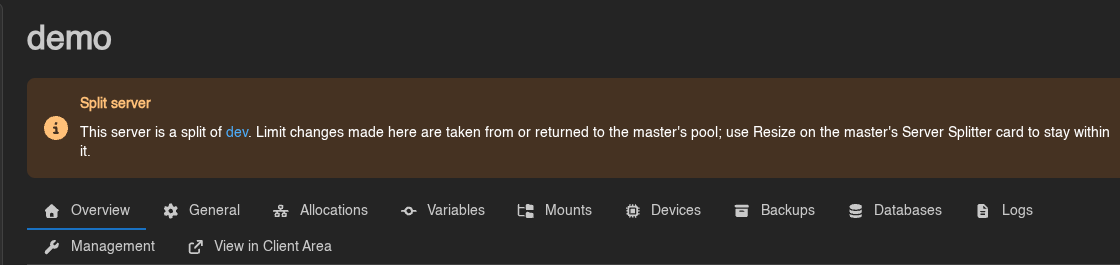 demo
Split server
This server is a split of dev. Limit changes made here are taken from or returned to the master's pool; use Resize on the master's Server Splitter card to stay within
it.
Overview General Allocations Variables Mounts Devices Backups Databases Logs
Management View in Client Area